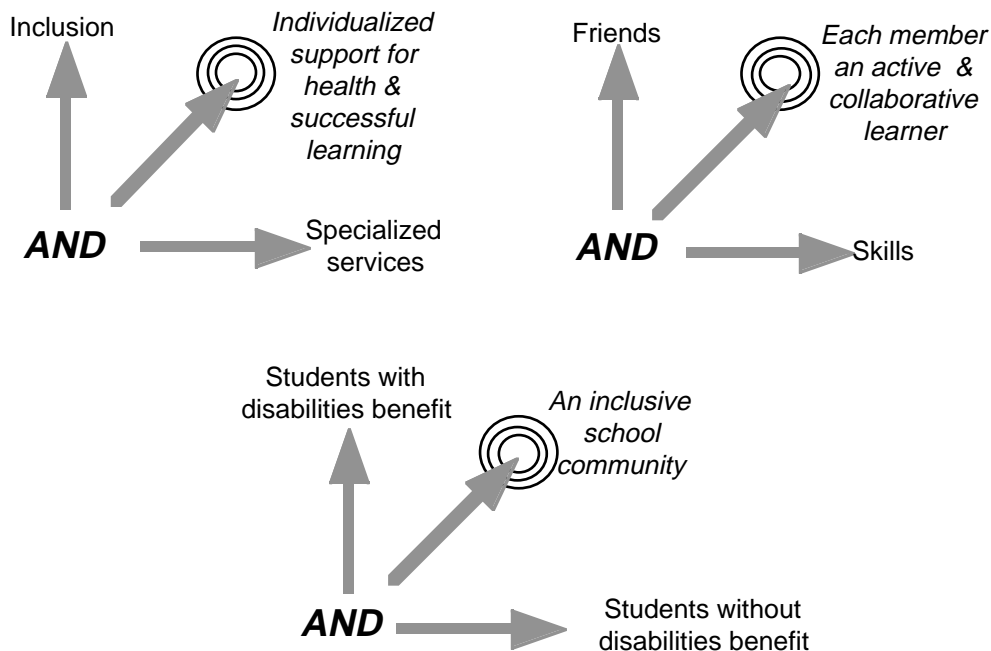 Inclusion
Individualized
support for
health &
successful
learning
AND
Specialized
services
Friends
Each member
an active  &
collaborative
learner
AND
Skills
Students with
disabilities benefit
An inclusive
school
community
AND
Students without
disabilities benefit